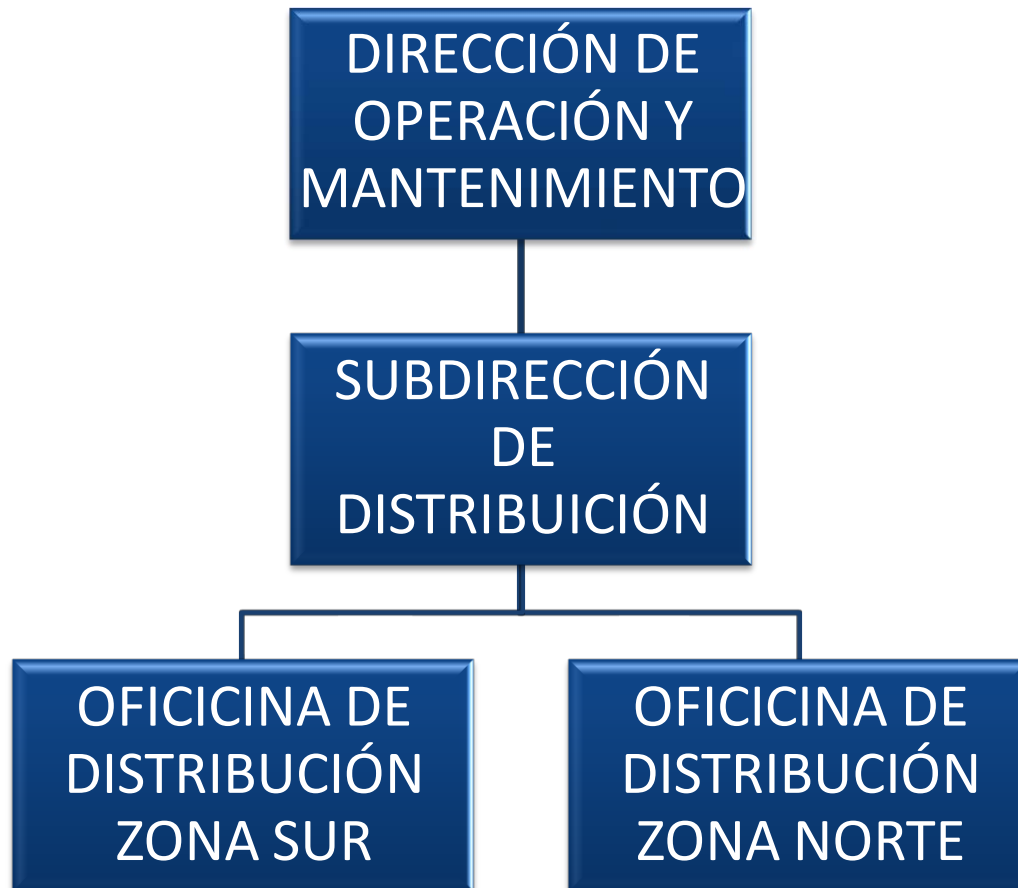 DIRECCIÓN DE
OPERACIÓN Y
MANTENIMIENTO
SUBDIRECCIÓN
DE
DISTRIBUICIÓN
OFICICINA DE
DISTRIBUCIÓN
ZONA SUR
OFICICINA DE
DISTRIBUCIÓN
ZONA NORTE